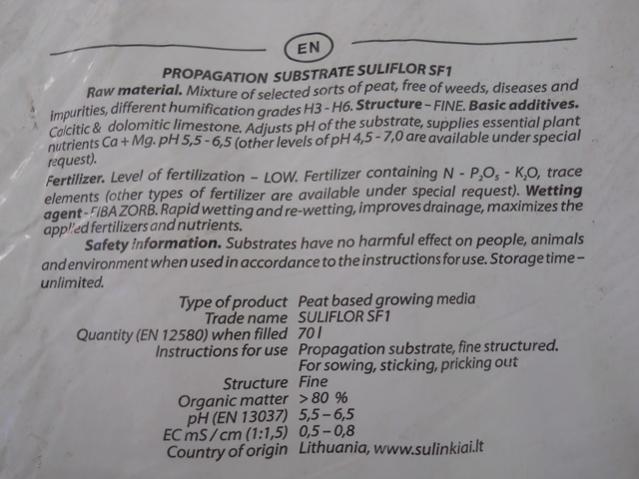 EN
PROPAGATION SUBSTRATE SULIFLOR SF1
Raw material. Mixture of selected sorts of peat, free of weeds, diseases and
impurities, different humification grades H3 - H6. Structure – FINE. Basic additives.
Calcitic & dolomitic limestone. Adjusts pH of the substrate, supplies essential plant
nutrients Ca + Mg. pH 5,5 - 6,5 (other levels of pH 4,5 - 7,0 are available under special
request).
Fertilizer. Level of fertilization – LOW. Fertilizer containing N - P₂O₅ - K₂O, trace
elements (other types of fertilizer are available under special request). Wetting
agent - FIBA ZORB. Rapid wetting and re-wetting, improves drainage, maximizes the
applied fertilizers and nutrients.
Safety information. Substrates have no harmful effect on people, animals
and environment when used in accordance to the instructions for use. Storage time –
unlimited.
Type of product Peat based growing media
Trade name SULIFLOR SF1
Quantity (EN 12580) when filled 70 l
Instructions for use Propagation substrate, fine structured.
For sowing, sticking, pricking out
Structure Fine
Organic matter > 80 %
pH (EN 13037) 5,5 – 6,5
EC mS / cm (1:1,5) 0,5 – 0,8
Country of origin Lithuania, www.sulinkiai.lt